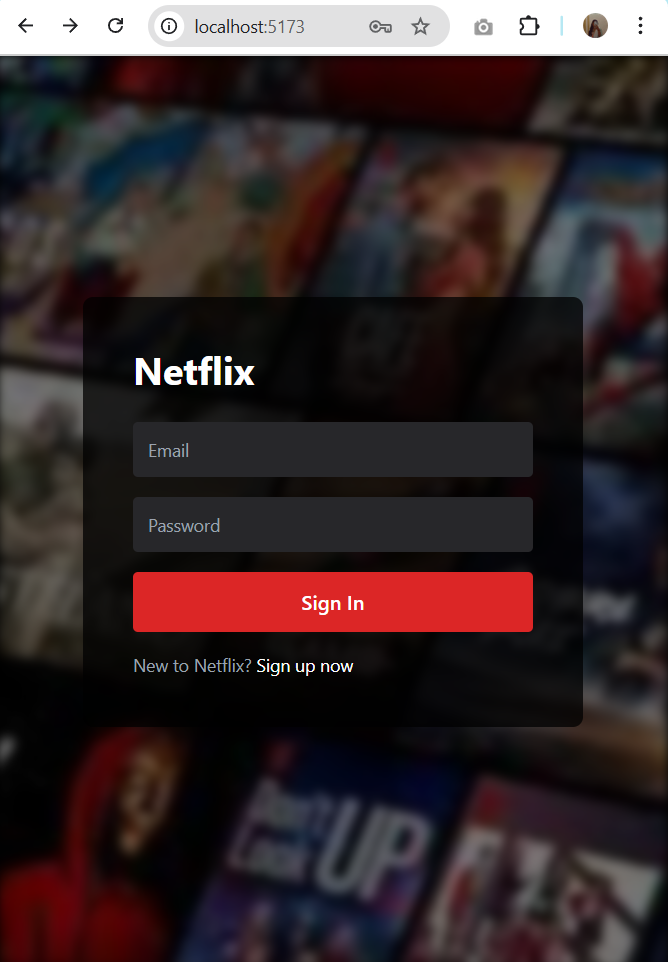 localhost:5173
Netflix
Email
Password
Sign In
New to Netflix? Sign up now
Don't
Look UP